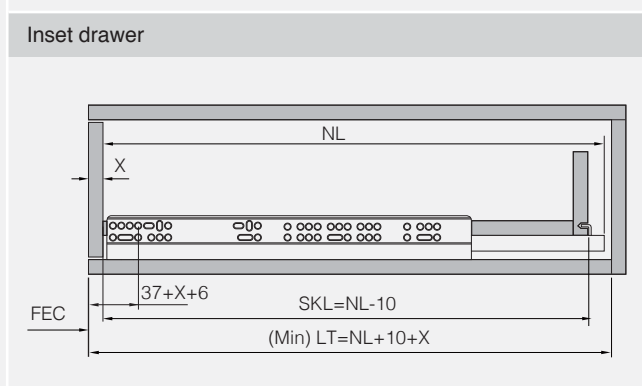 Inset drawer
NL
X
37+X+6
SKL=NL-10
FEC
(Min) LT=NL+10+X